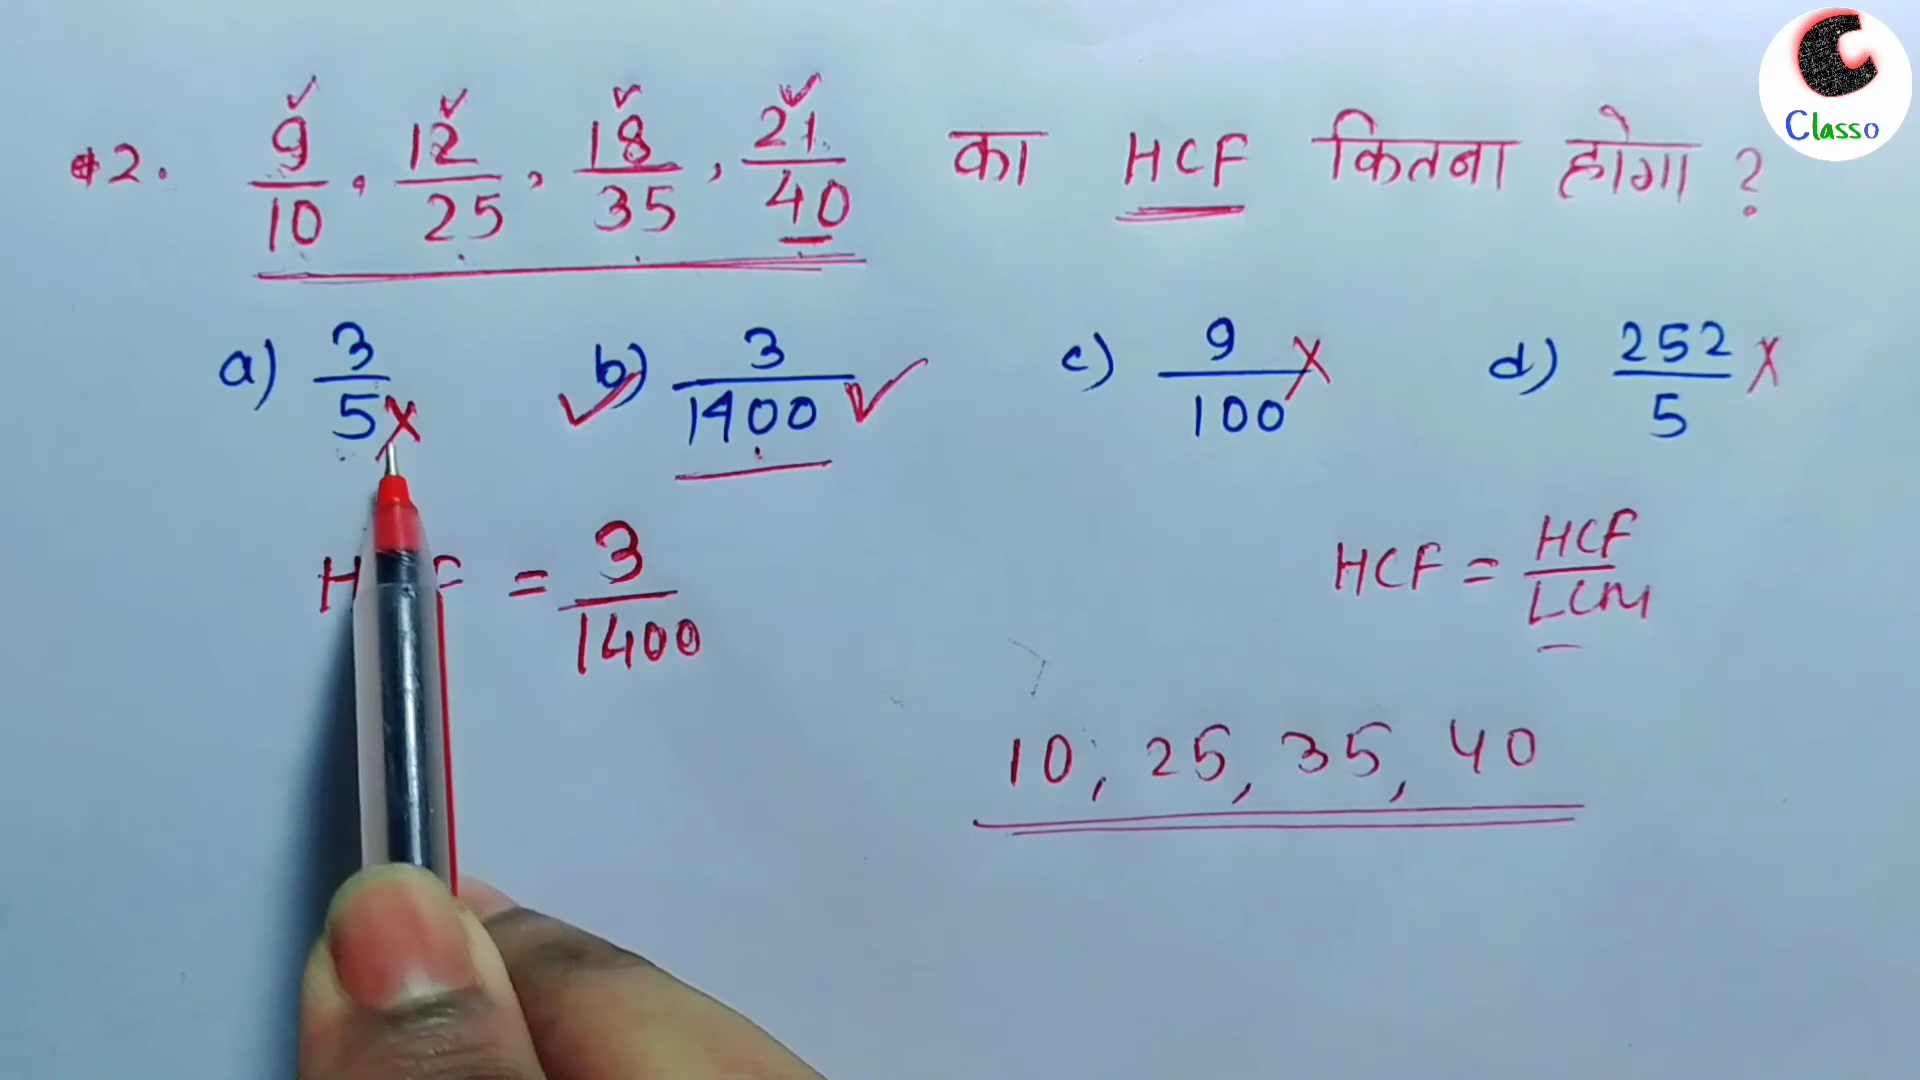 Classo
2. 9/10, 12/25, 18/35, 21/40 का HCF कितना होगा ?
a) 3/5 x b) 3/1400 ✓ c) 9/100 x d) 252/5 x
= 3/1400
HCF = HCF/LCM
10, 25, 35, 40